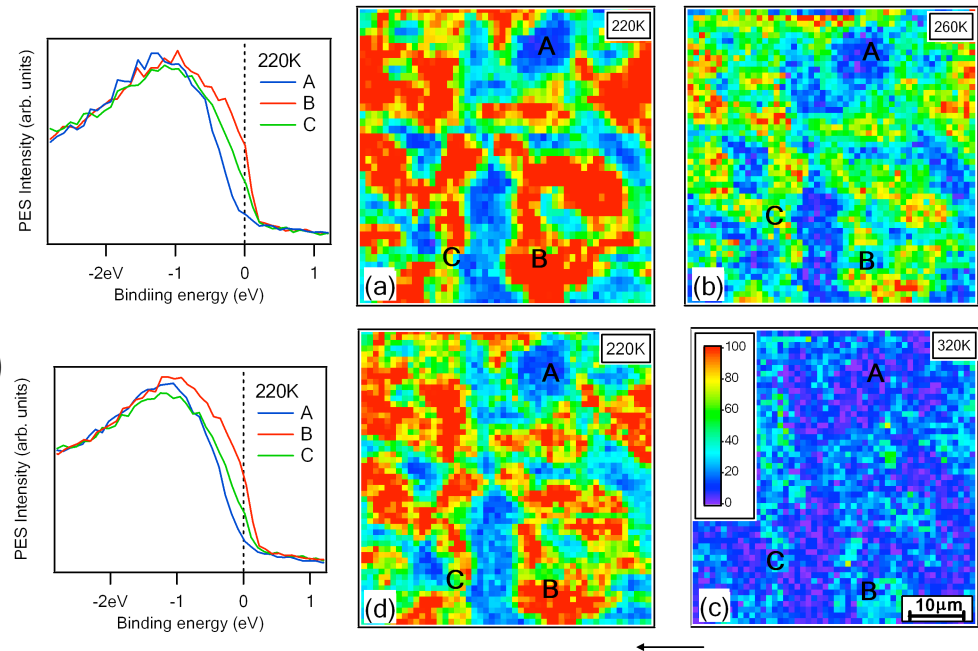 PES Intensity (arb. units)
220K
A
B
C
-2eV
-1
0
1
Bindiing energy (eV)
220K
A
C
B
(a)
260K
A
C
B
(b)
PES Intensity (arb. units)
220K
A
B
C
-2eV
-1
0
1
Binding energy (eV)
220K
A
C
B
(d)
320K
100
80
60
40
20
0
A
C
B
(c)
10μm